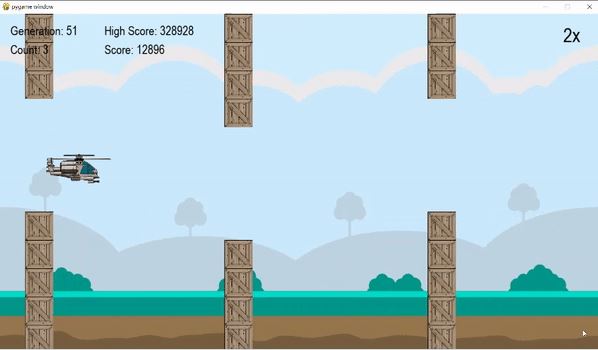 pygame window
Generation: 51
High Score: 328928
2x
Count: 3
Score: 12896